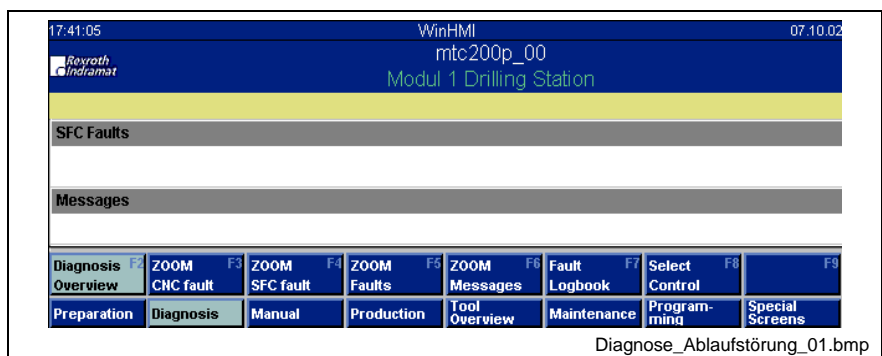 17:41:05 WinHMI 07.10.02
Rexroth
Indramat
mtc200p_00
Modul 1 Drilling Station
SFC Faults
Messages
Diagnosis F2 ZOOM F3 ZOOM F4 ZOOM F5 ZOOM F6 Fault F7 Select F8 F9
Overview CNC fault SFC fault Faults Messages Logbook Control
Preparation Diagnosis Manual Production Tool Overview Maintenance Program-ming Special Screens
Diagnose_Ablaufstörung_01.bmp